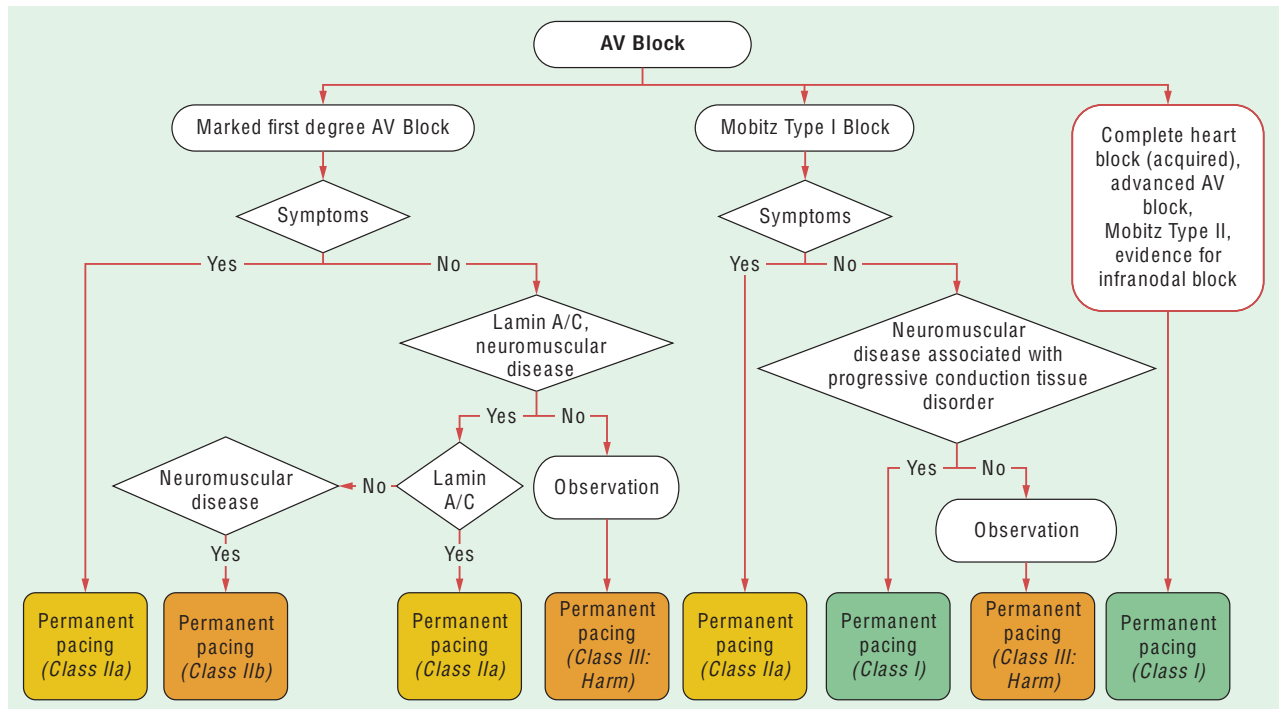 AV Block
Marked first degree AV Block
Mobitz Type I Block
Complete heart
block (acquired),
advanced AV
block,
Mobitz Type II,
evidence for
infranodal block
Symptoms
Symptoms
Yes
No
Yes
No
Lamin A/C,
neuromuscular
disease
Neuromuscular
disease associated with
progressive conduction tissue
disorder
Yes
No
Neuromuscular
disease
No
Lamin
A/C
Observation
Yes
No
Observation
Yes
Yes
Permanent
pacing
(Class IIa)
Permanent
pacing
(Class IIb)
Permanent
pacing
(Class IIa)
Permanent
pacing
(Class III:
Harm)
Permanent
pacing
(Class IIa)
Permanent
pacing
(Class I)
Permanent
pacing
(Class III:
Harm)
Permanent
pacing
(Class I)